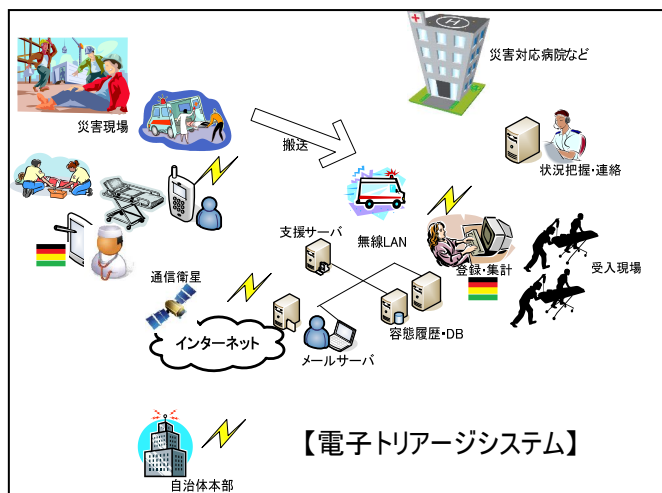 災害対応病院など
災害現場
搬送
状況把握・連絡
無線LAN
支援サーバ
登録・集計
受入現場
通信衛星
インターネット
メールサーバ
容態履歴・DB
【電子トリアージシステム】
自治体本部
H